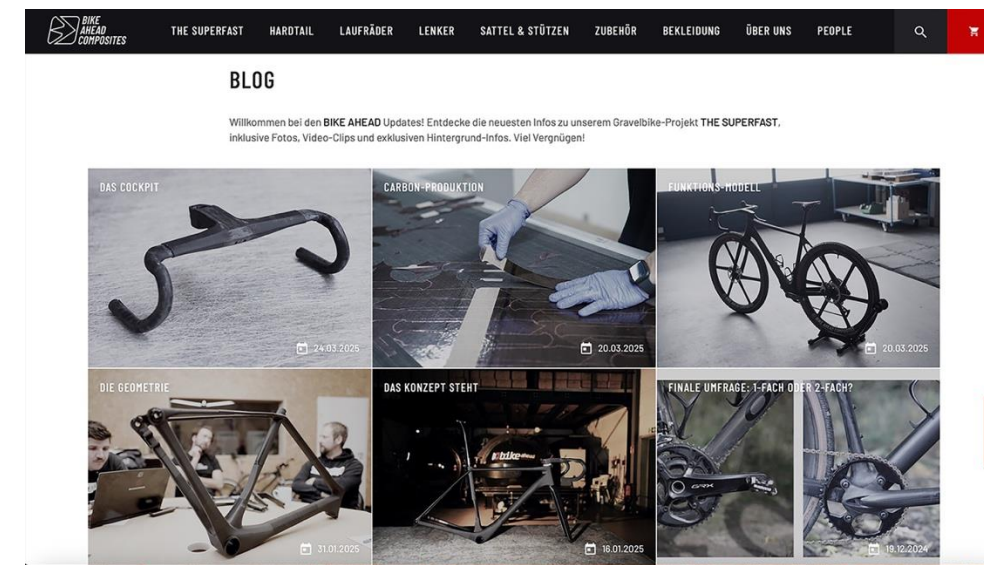 BIKE
AHEAD
COMPOSITES
THE SUPERFAST
HARDTAIL
LAUFRÄDER
LENKER
SATTEL & STÜTZEN
ZUBEHÖR
BEKLEIDUNG
ÜBER UNS
PEOPLE
BLOG
Willkommen bei den BIKE AHEAD Updates! Entdecke die neuesten Infos zu unserem Gravelbike-Projekt THE SUPERFAST,
inklusive Fotos, Video-Clips und exklusiven Hintergrund-Infos. Viel Vergnügen!
DAS COCKPIT
24.03.2025
CARBON-PRODUKTION
20.03.2025
FUNKTIONS-MODELL
20.03.2025
DIE GEOMETRIE
31.01.2025
DAS KONZEPT STEHT
16.01.2025
FINALE UMFRAGE: 1-FACH ODER 2-FACH?
GRX
19.12.2024